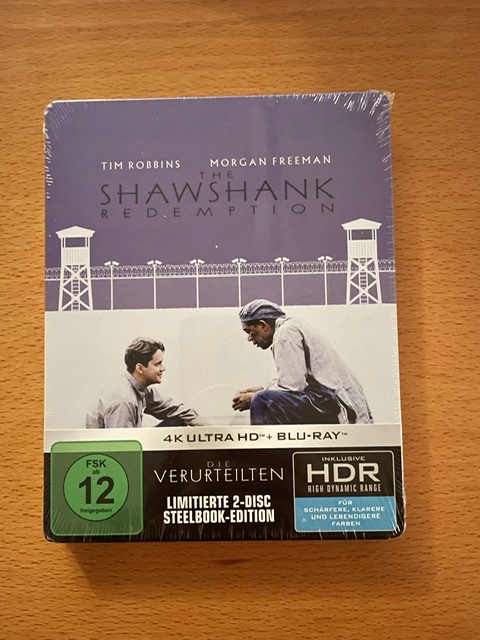 TIM ROBBINS MORGAN FREEMAN
THE
SHAWSHANK
REDEMPTION
4K ULTRA HD™ + BLU-RAY™
DIE
VERURTEILTEN
LIMITIERTE 2-DISC
STEELBOOK-EDITION
FSK
ab
12
freigegeben
INKLUSIVE
HDR
HIGH DYNAMIC RANGE
FÜR
SCHÄRFERE, KLARERE
UND LEBENDIGERE
FARBEN